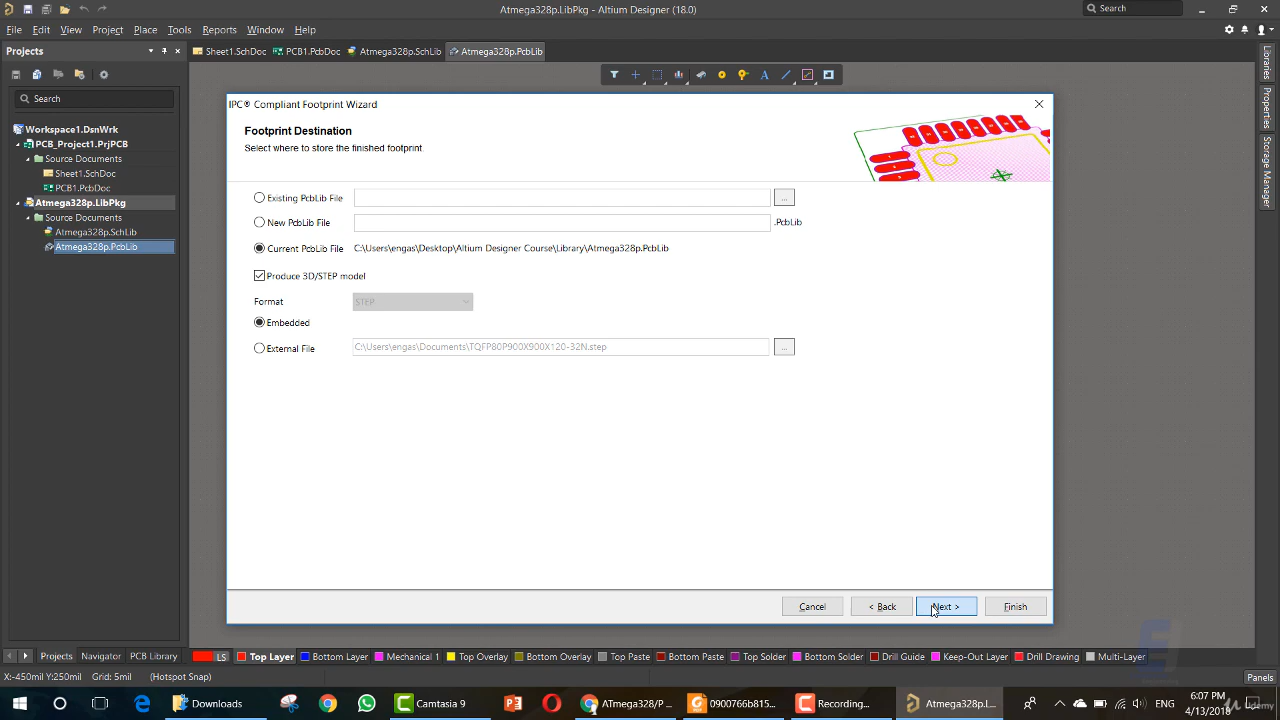 Atmega328p.LibPkg - Altium Designer (18.0)
Search
File Edit View Project Place Tools Reports Window Help
Projects
Sheet1.SchDoc PCB1.PcbDoc Atmega328p.SchLib Atmega328p.PcbLib
Libraries
Properties
Storage Manager
Search
Workspace1.DsnWrk
PCB_Project1.PrjPCB
Source Documents
Sheet1.SchDoc
PCB1.PcbDoc
Atmega328p.LibPkg
Source Documents
Atmega328p.SchLib
Atmega328p.PcbLib
IPC® Compliant Footprint Wizard
Footprint Destination
Select where to store the finished footprint
Existing PcbLib File ...
New PcbLib File .PcbLib
Current PcbLib File C:\Users\engas\Desktop\Altium Designer Course\Library\Atmega328p.PcbLib
Produce 3D/STEP model
Format STEP
Embedded
External File C:\Users\engas\Documents\TQFP80P900X900X120-32N.step ...
Cancel < Back Next > Finish
Projects Navigator PCB Library LS Top Layer Bottom Layer Mechanical 1 Top Overlay Bottom Overlay Top Paste Bottom Paste Top Solder Bottom Solder Drill Guide Keep-Out Layer Drill Drawing Multi-Layer
X:-450mil Y:250mil Grid: 5mil (Hotspot Snap) Panels
Downloads Camtasia 9 ATmega328/P ... 0900766b815... Recording... Atmega328p.l... ENG 6:07 PM
4/13/2018
Udemy